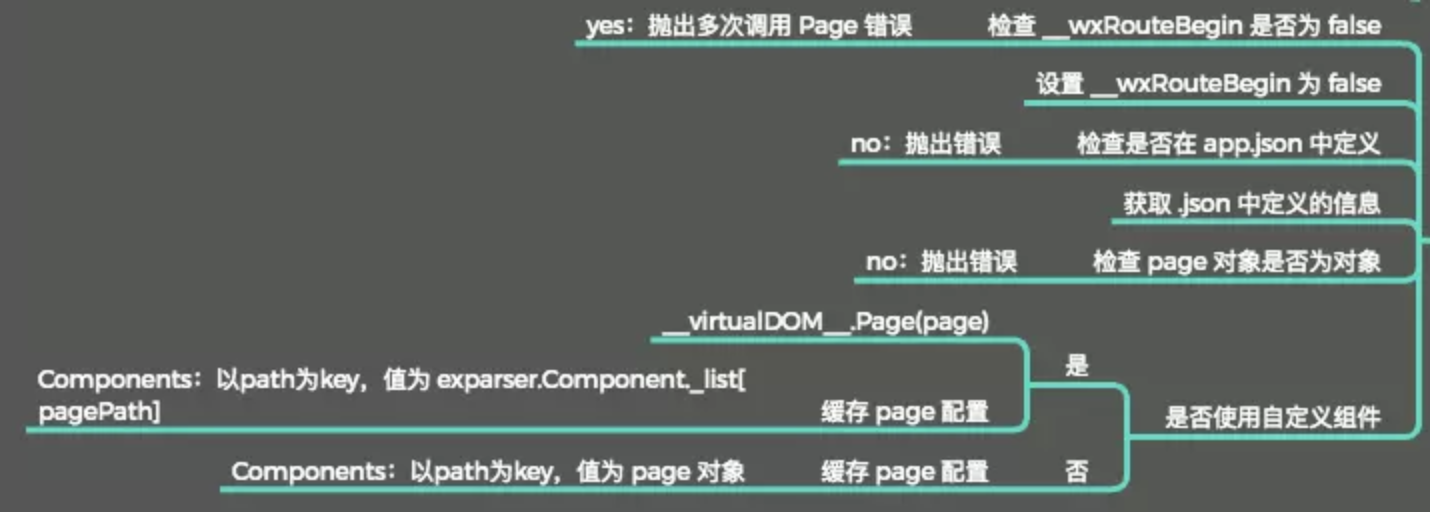 yes：抛出多次调用 Page 错误 检查 __wxRouteBegin 是否为 false
设置 __wxRouteBegin 为 false
no：抛出错误 检查是否在 app.json 中定义
获取 .json 中定义的信息
no：抛出错误 检查 page 对象是否为对象
__virtualDOM__.Page(page)
是
Components：以path为key，值为 exparser.Component._list[
pagePath]
缓存 page 配置
是否使用自定义组件
Components：以path为key，值为 page 对象 缓存 page 配置 否